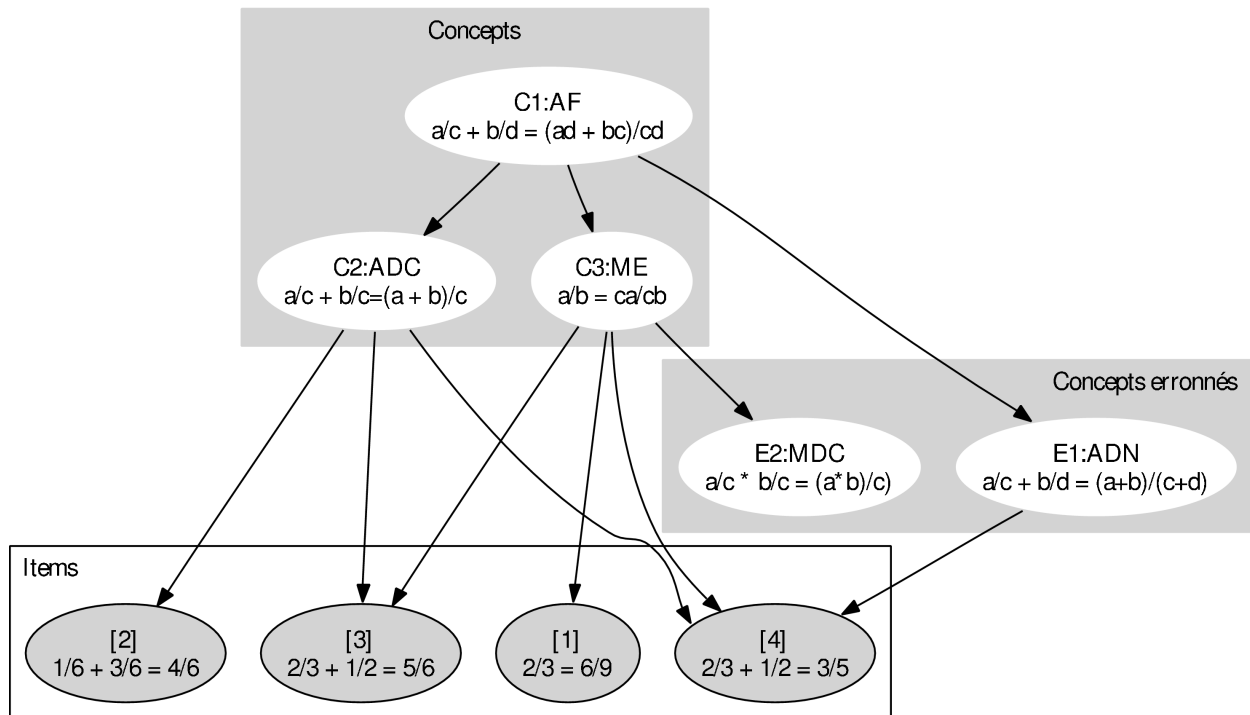 Concepts
C1:AF
a/c + b/d = (ad + bc)/cd
C2:ADC
a/c + b/c=(a + b)/c
C3:ME
a/b = ca/cb
Concepts erronnés
E2:MDC
a/c * b/c = (a*b)/c)
E1:ADN
a/c + b/d = (a+b)/(c+d)
Items
[2]
1/6 + 3/6 = 4/6
[3]
2/3 + 1/2 = 5/6
[1]
2/3 = 6/9
[4]
2/3 + 1/2 = 3/5